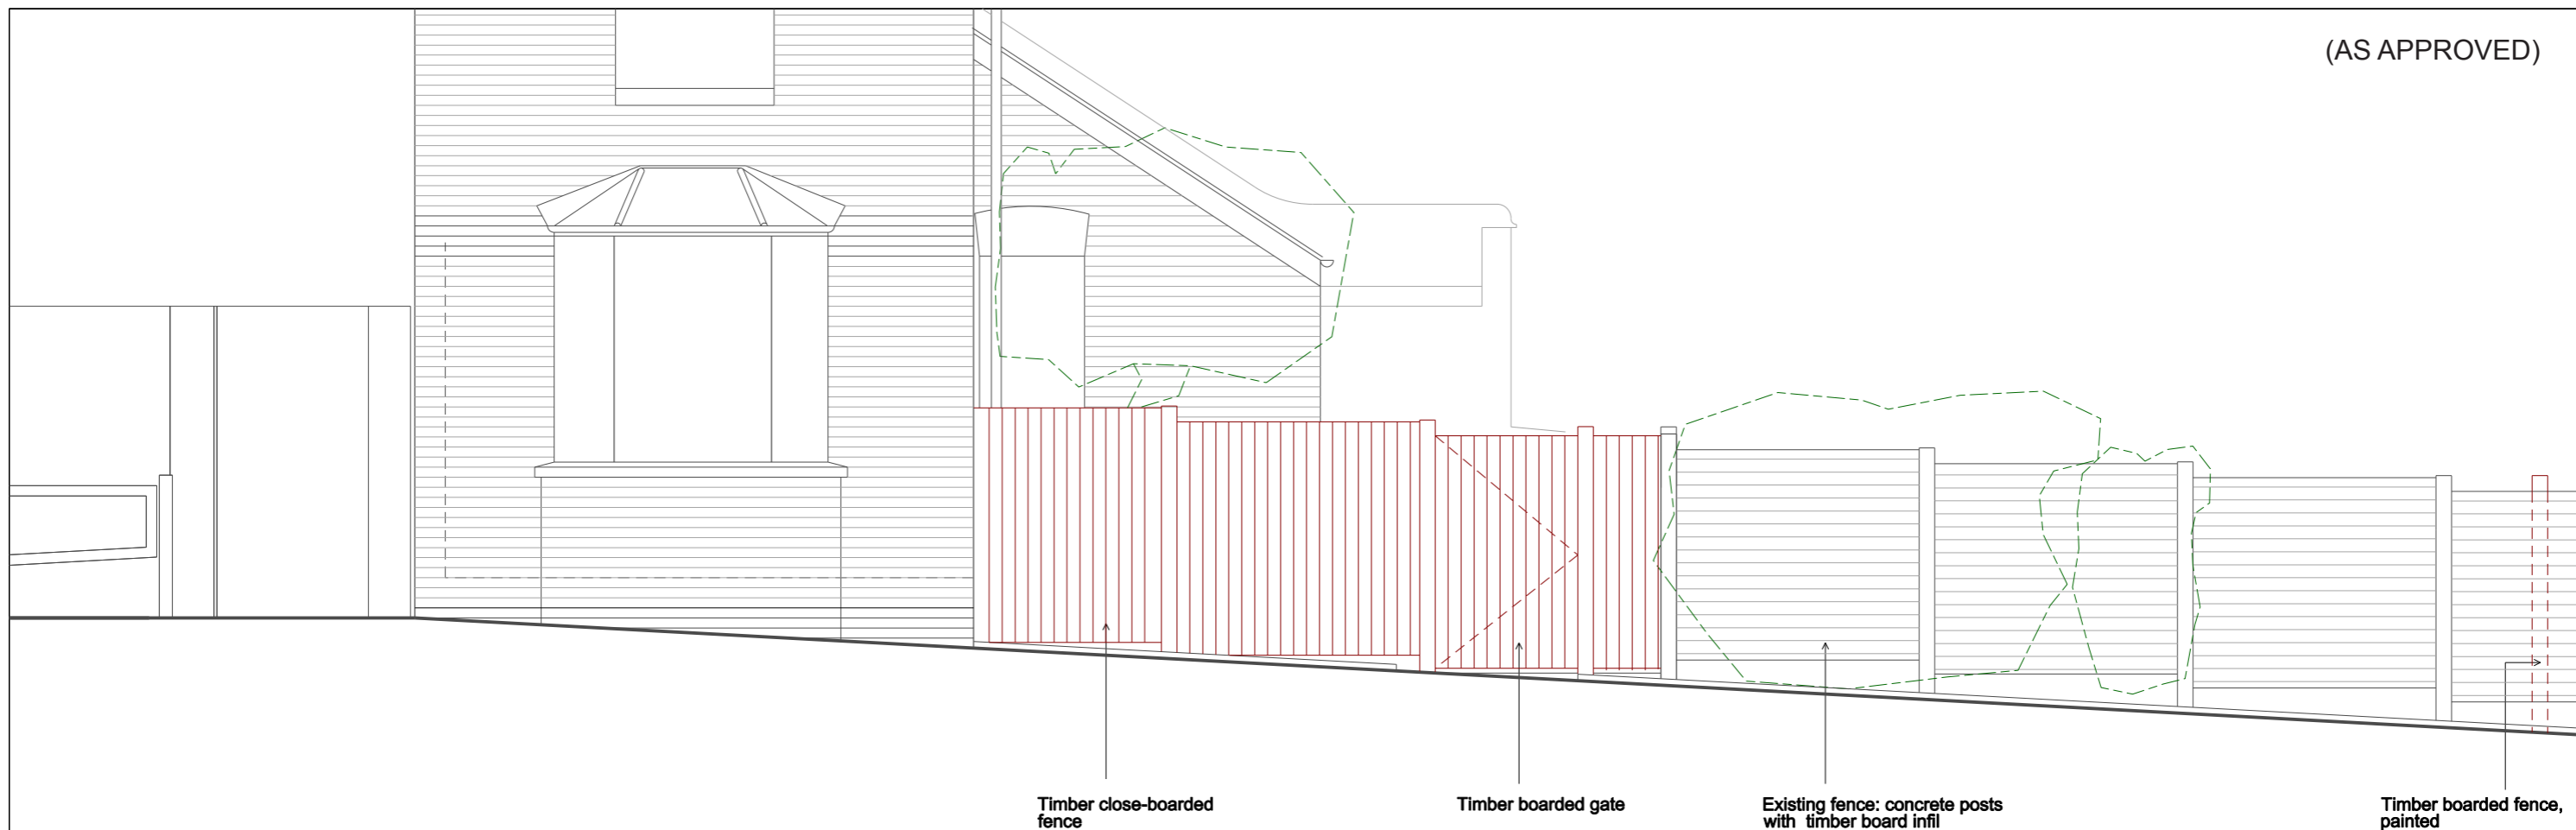 (AS APPROVED)
Timber close-boarded
fence
Timber boarded gate
Existing fence: concrete posts
with timber board infil
Timber boarded fence,
painted